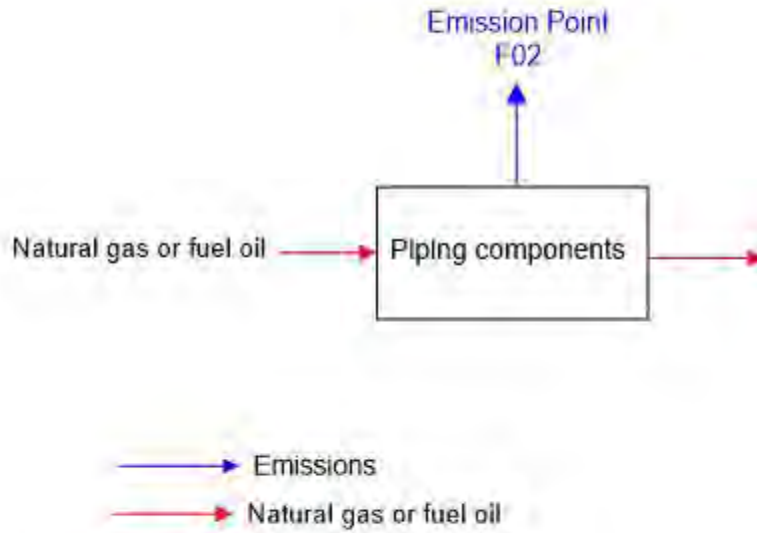 Emission Point
F02
Natural gas or fuel oil
Piping components
Emissions
Natural gas or fuel oil